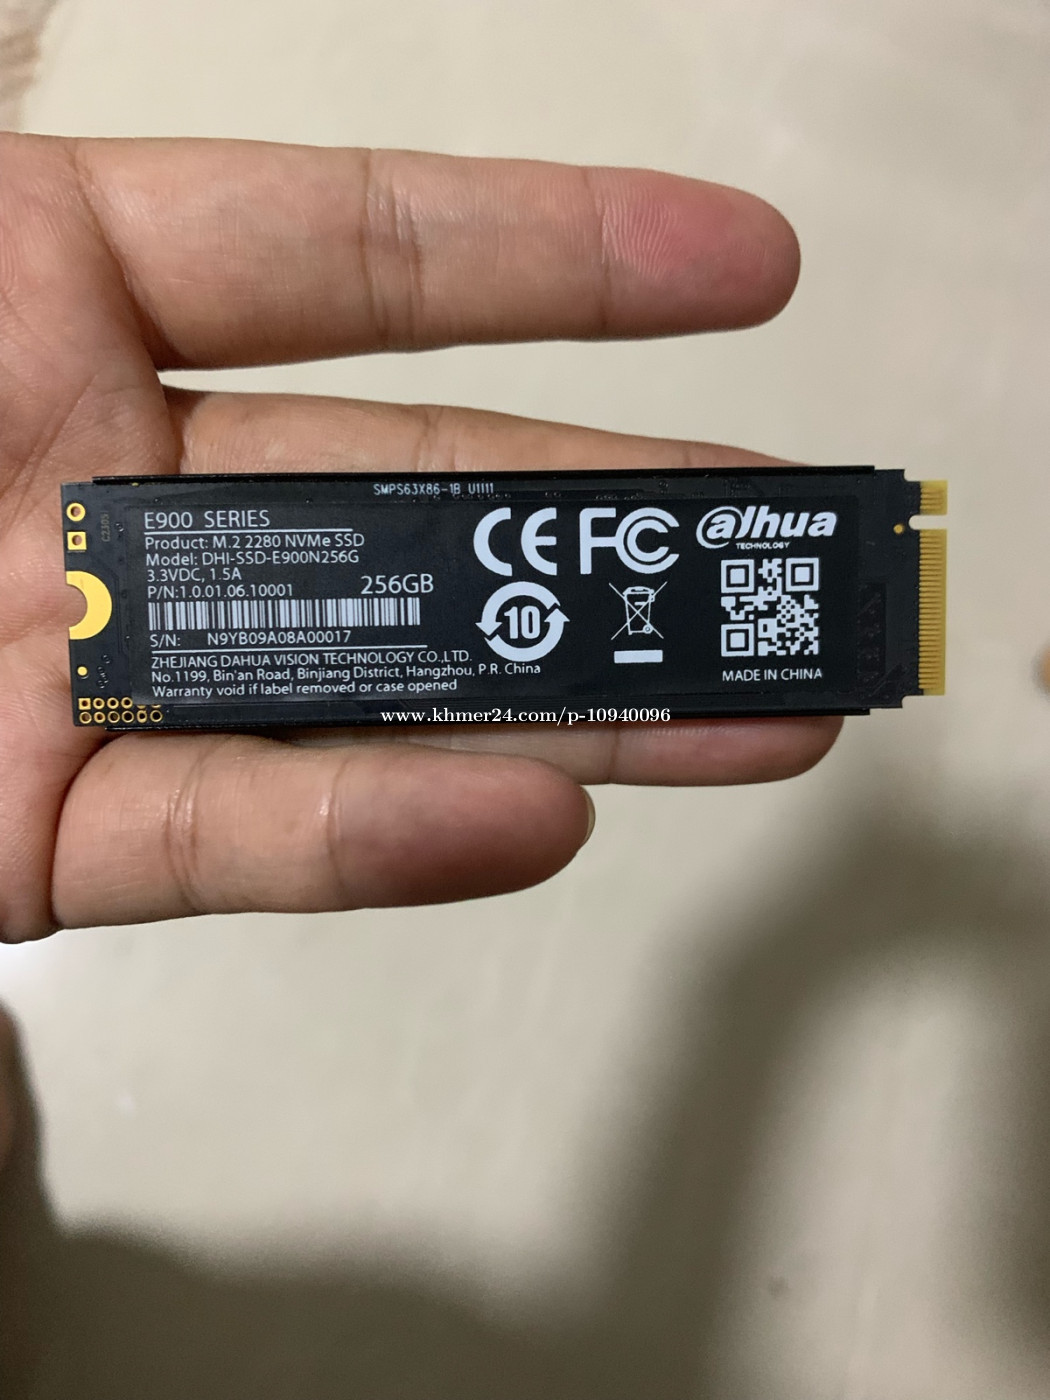 SMPS63X86-1B U1111
E900 SERIES
Product: M.2 2280 NVMe SSD
Model: DHI-SSD-E900N256G
3.3VDC, 1.5A
P/N:1.0.01.06.10001
256GB
S/N: N9YB09A08A00017
ZHEJIANG DAHUA VISION TECHNOLOGY CO.,LTD.
No.1199, Bin'an Road, Binjiang District, Hangzhou, P.R. China
Warranty void if label removed or case opened
CE FC
10
alhua
TECHNOLOGY
MADE IN CHINA
www.khmer24.com/p-10940096